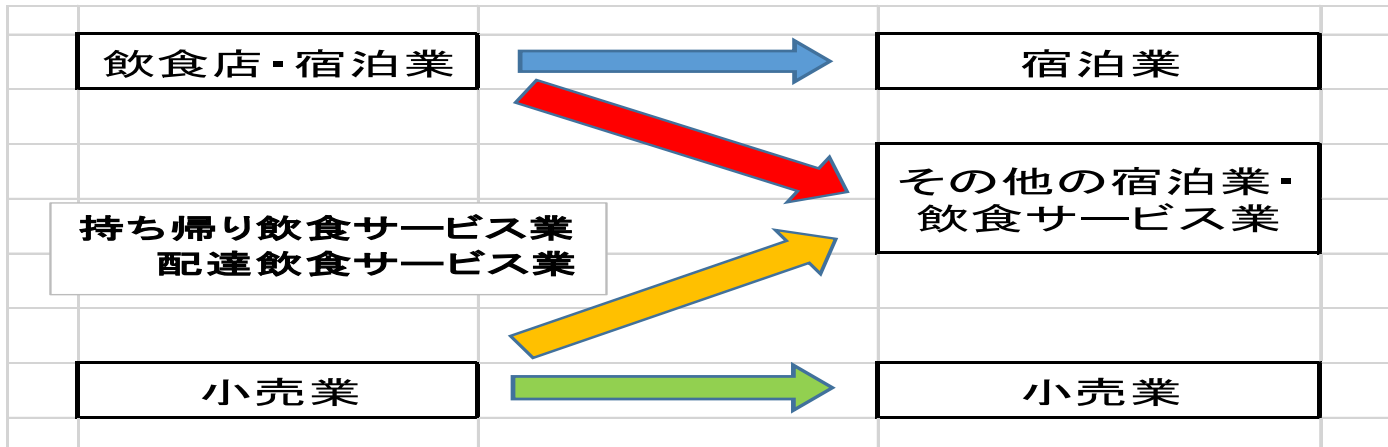 飲食店・宿泊業
宿泊業
その他の宿泊業・
飲食サービス業
持ち帰り飲食サービス業
配達飲食サービス業
小売業
小売業